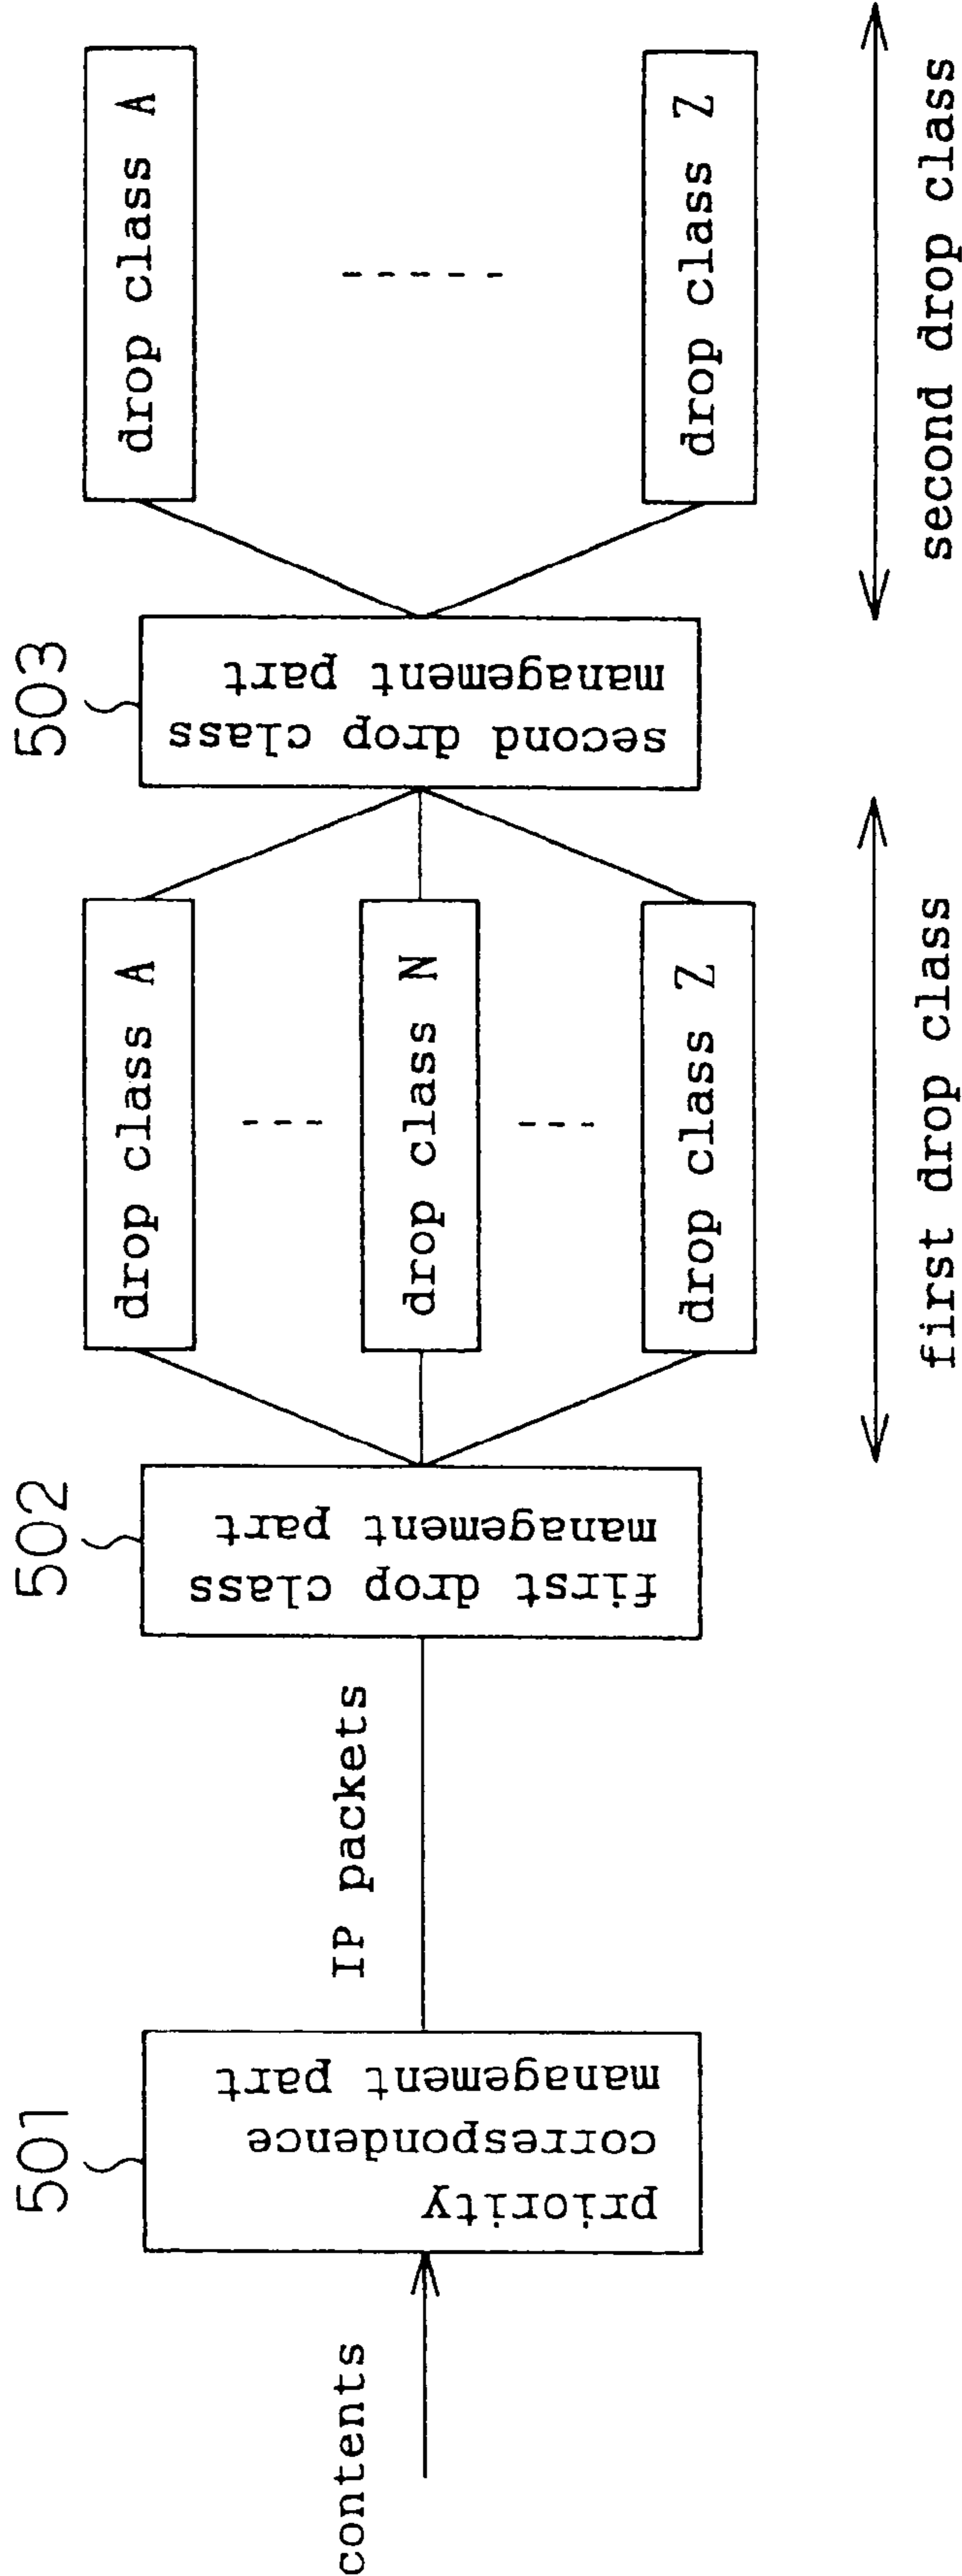 contents
501
priority
correspondence
management part
IP packets
502
first drop class
management part
drop class A
drop class N
drop class Z
first drop class
503
second drop class
management part
drop class A
drop class Z
second drop class